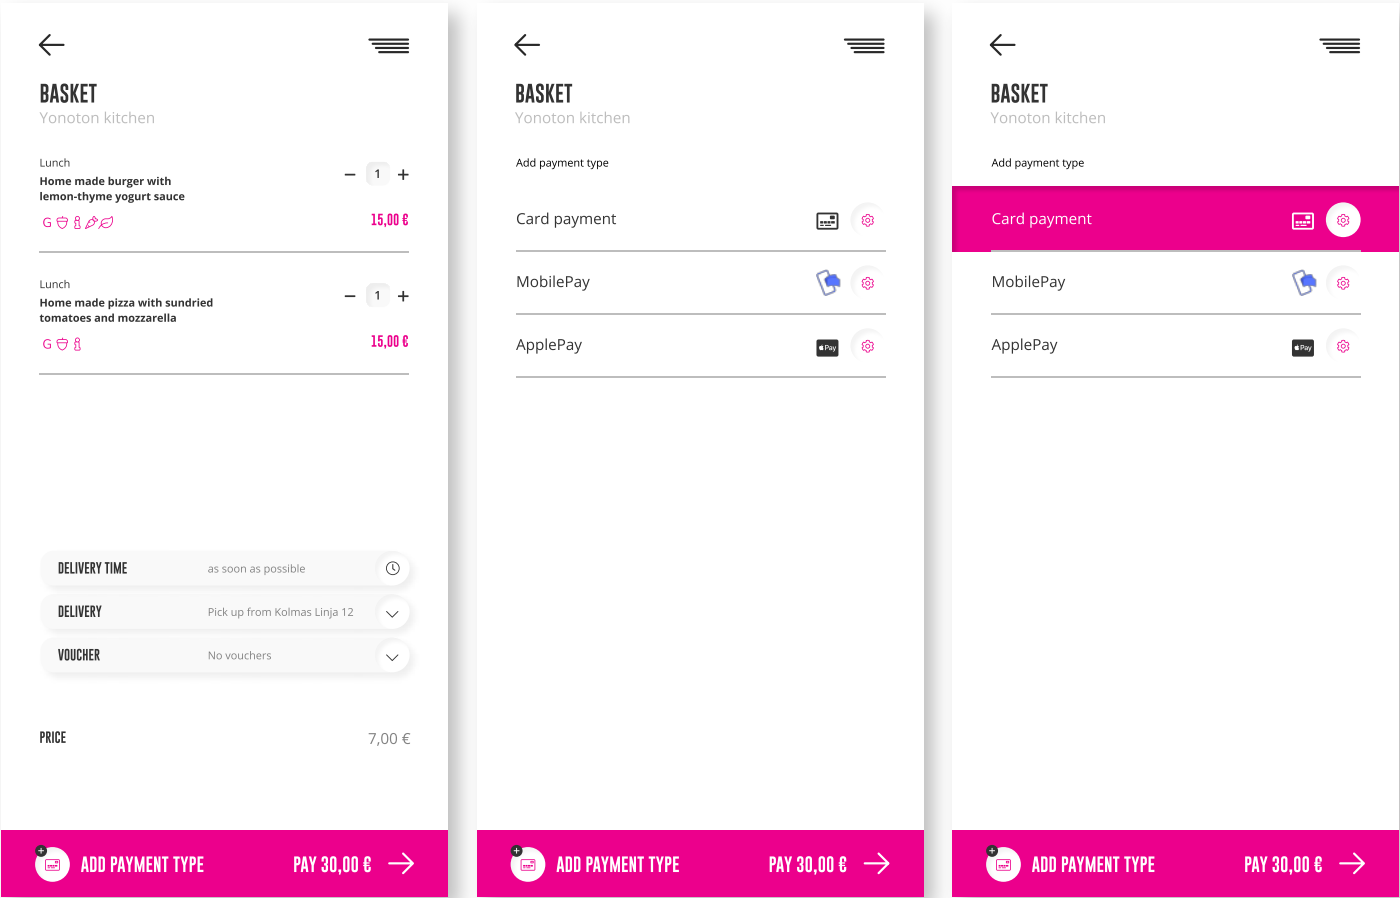 BASKET
Yonoton kitchen
Lunch
Home made burger with
lemon-thyme yogurt sauce
1
G
15,00 €
Lunch
Home made pizza with sundried
tomatoes and mozzarella
1
G
15,00 €
DELIVERY TIME as soon as possible
DELIVERY Pick up from Kolmas Linja 12
VOUCHER No vouchers
PRICE 7,00 €
ADD PAYMENT TYPE PAY 30,00 €
BASKET
Yonoton kitchen
Add payment type
Card payment
MobilePay
ApplePay Pay
ADD PAYMENT TYPE PAY 30,00 €
BASKET
Yonoton kitchen
Add payment type
Card payment
MobilePay
ApplePay Pay
ADD PAYMENT TYPE PAY 30,00 €